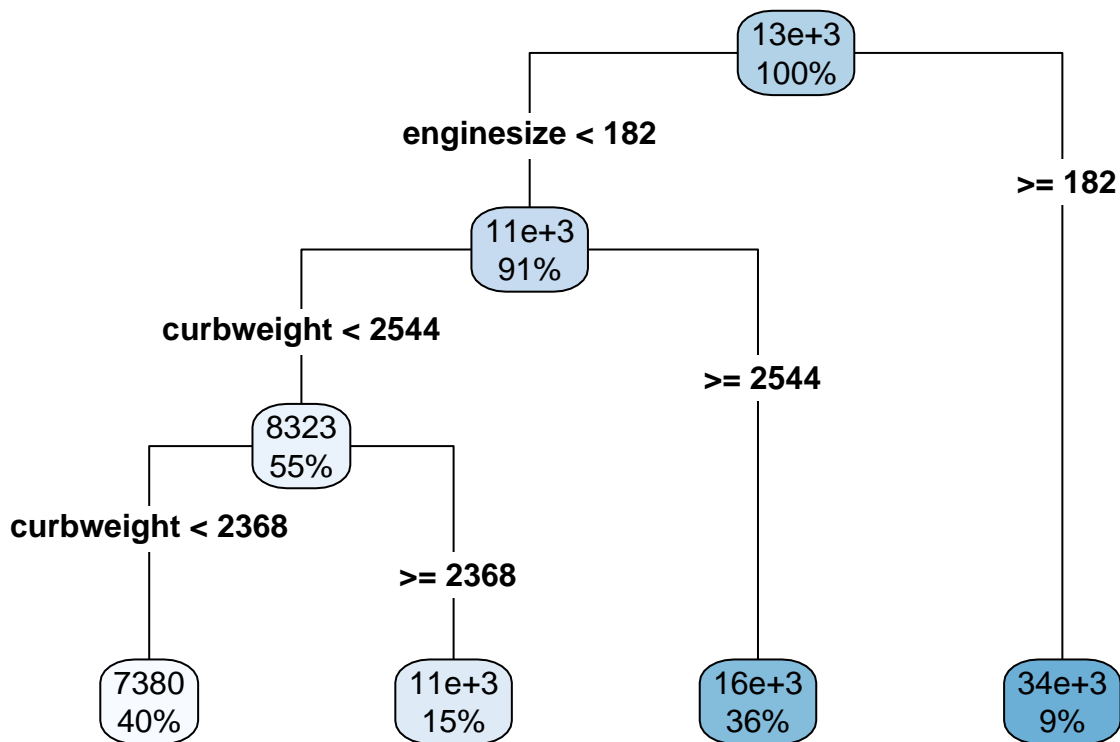 13e+3
100%
enginesize < 182
>= 182
11e+3
91%
curbweight < 2544
>= 2544
8323
55%
curbweight < 2368
>= 2368
7380
40%
11e+3
15%
16e+3
36%
34e+3
9%